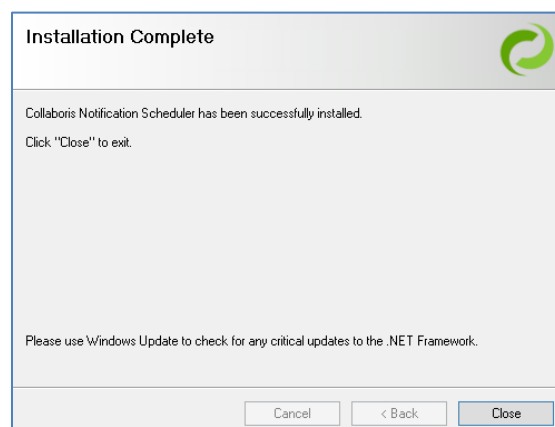 Installation Complete
Collaboris Notification Scheduler has been successfully installed.
Click "Close" to exit.
Please use Windows Update to check for any critical updates to the .NET Framework.
Cancel
< Back
Close